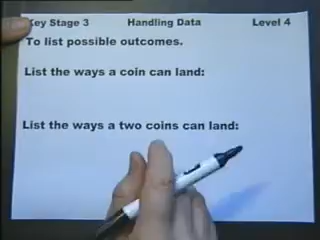 Key Stage 3 Handling Data Level 4
To list possible outcomes.
List the ways a coin can land:
List the ways a two coins can land: